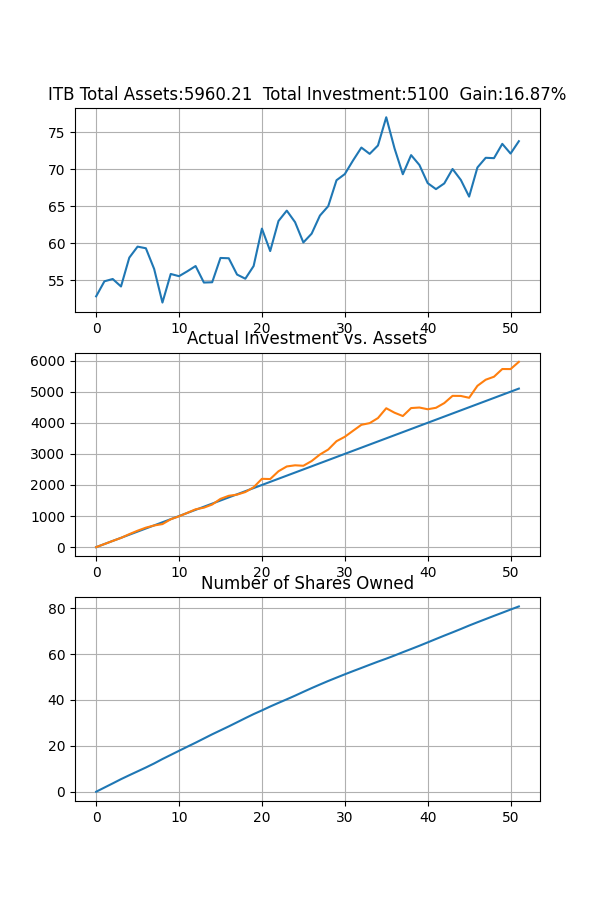 ITB Total Assets:5960.21  Total Investment:5100  Gain:16.87%
75
70
65
60
55
0 10 20 30 40 50
Actual Investment vs. Assets
6000
5000
4000
3000
2000
1000
0
0 10 20 30 40 50
Number of Shares Owned
80
60
40
20
0
0 10 20 30 40 50